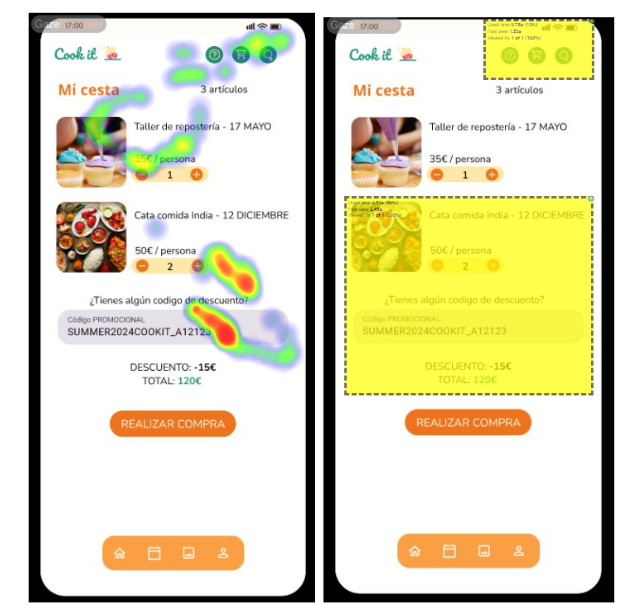 Gaze 17:00
Cook it
Mi cesta
3 artículos
Taller de repostería - 17 MAYO
35€ / persona
1
Cata comida India - 12 DICIEMBRE
50€ / persona
2
¿Tienes algún codigo de descuento?
Código PROMOCIONAL
SUMMER2024COOKIT_A12123
DESCUENTO: -15€
TOTAL: 120€
REALIZAR COMPRA
Gaze 17:00
Cook it
Mi cesta
3 artículos
Taller de repostería - 17 MAYO
35€ / persona
1
Cata comida India - 12 DICIEMBRE
50€ / persona
2
¿Tienes algún codigo de descuento?
Código PROMOCIONAL
SUMMER2024COOKIT_A12123
DESCUENTO: -15€
TOTAL: 120€
REALIZAR COMPRA